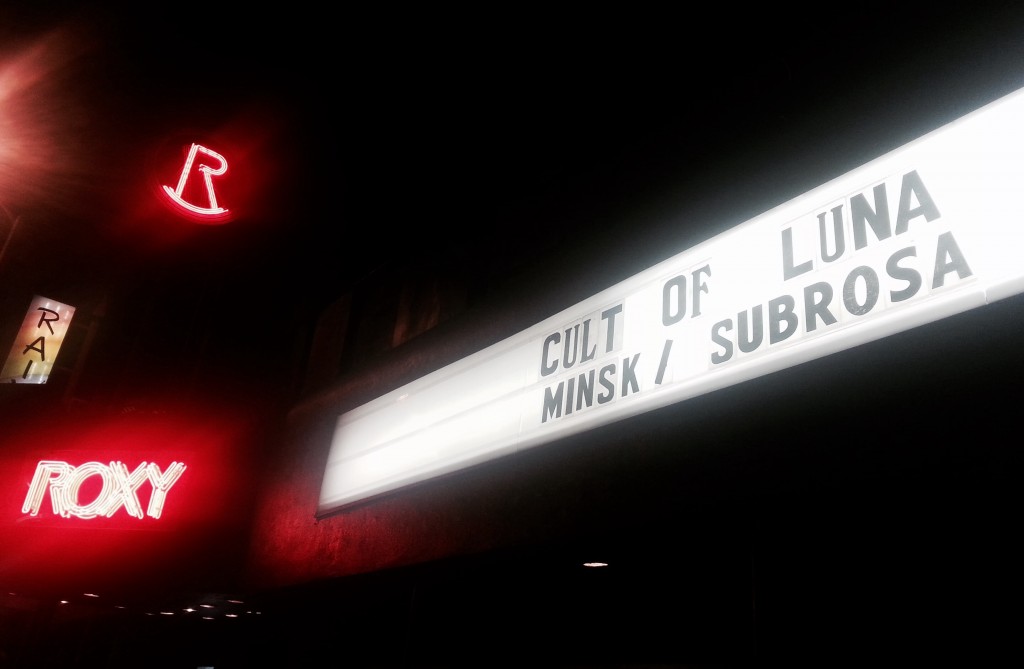 R
RAI
ROXY
CULT OF LUNA
MINSK / SUBROSA